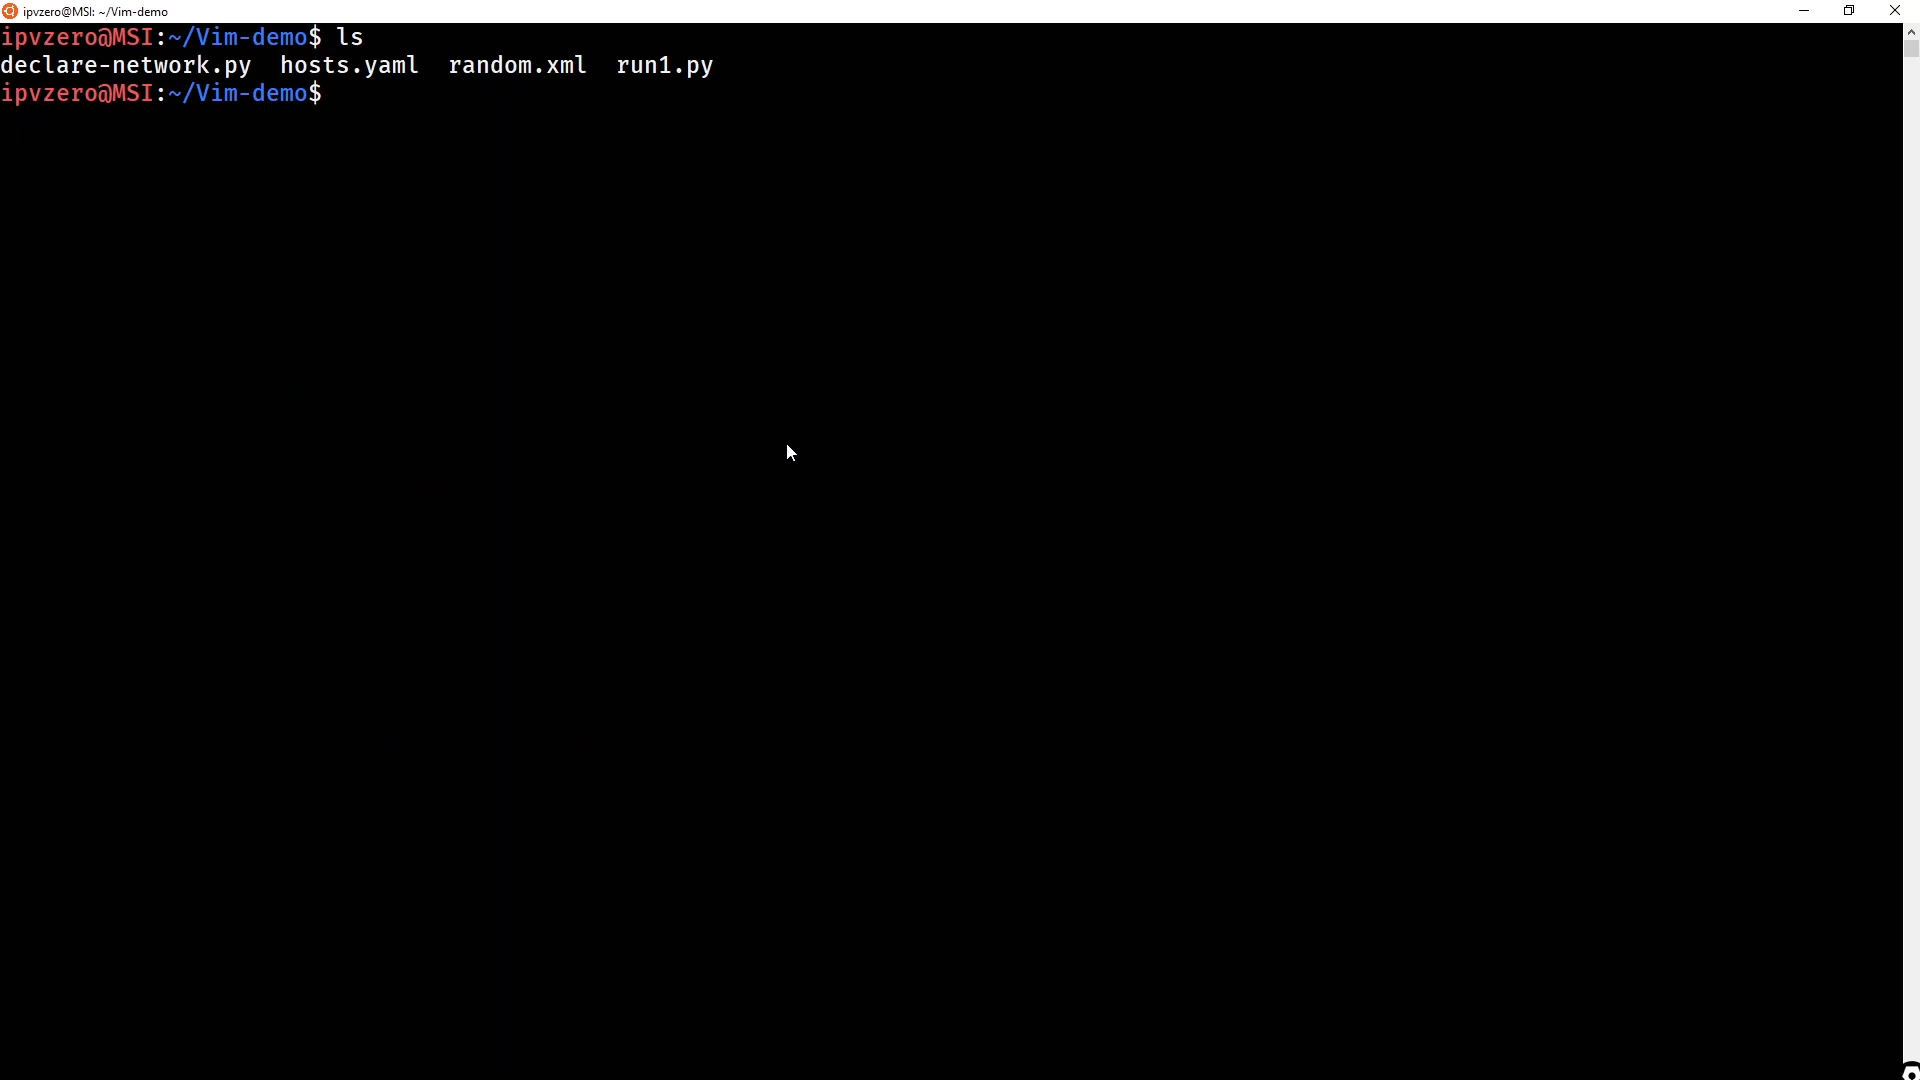 ipvzero@MSI: ~/Vim-demo
ipvzero@MSI:~/Vim-demo$ ls
declare-network.py  hosts.yaml  random.xml  run1.py
ipvzero@MSI:~/Vim-demo$